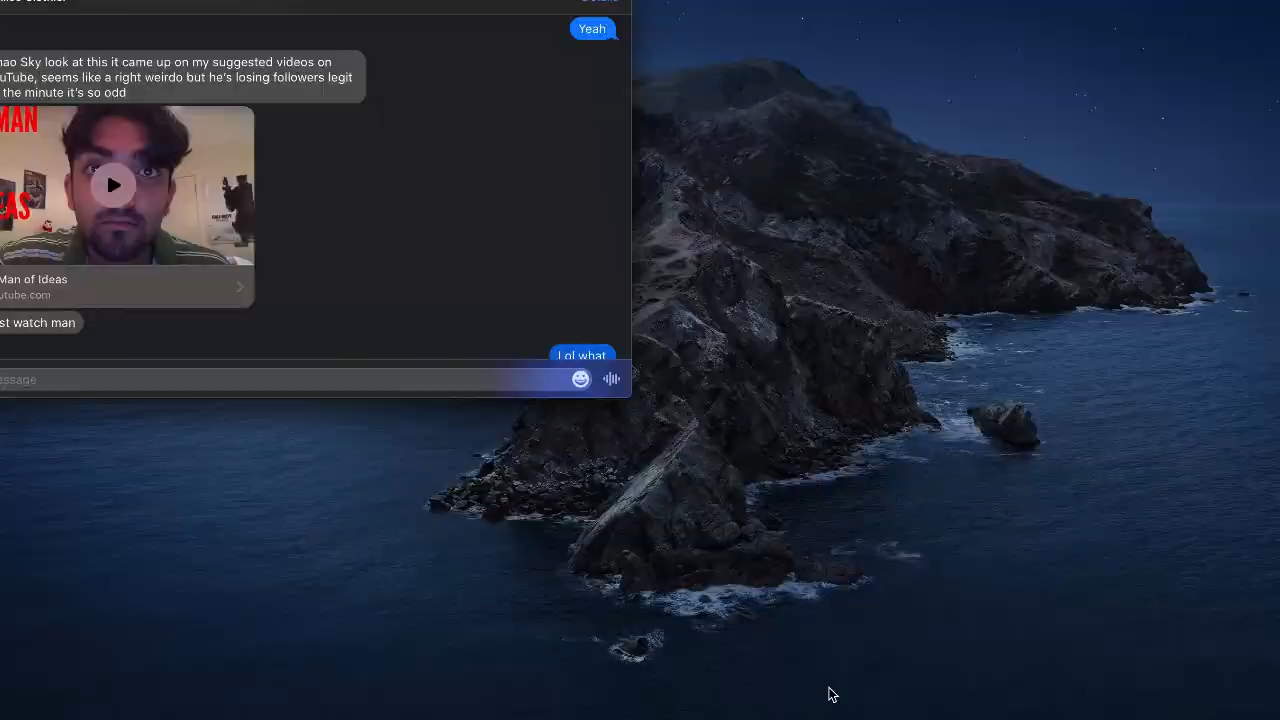 Yeah
nao Sky look at this it came up on my suggested videos on
uTube, seems like a right weirdo but he's losing followers legit
the minute it's so odd
MAN
EAS
Man of Ideas
utube.com
st watch man
Lol what
essage